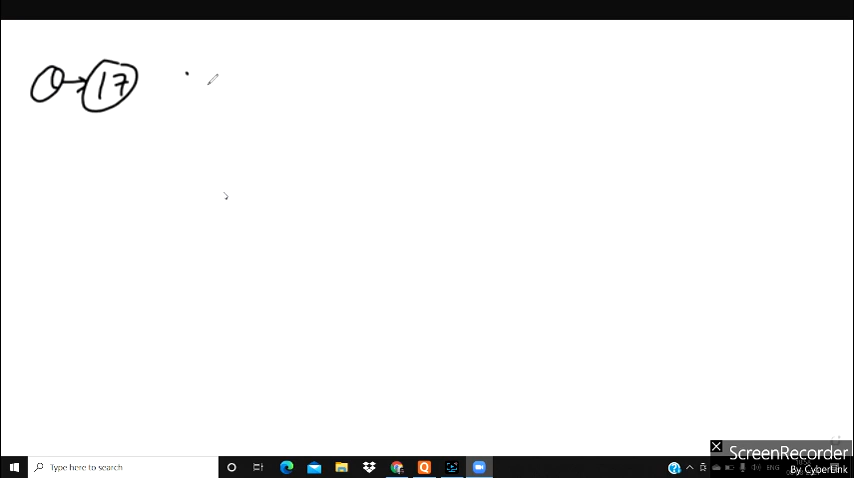 0→17
Type here to search
ENG
ScreenRecorder
By CyberLink